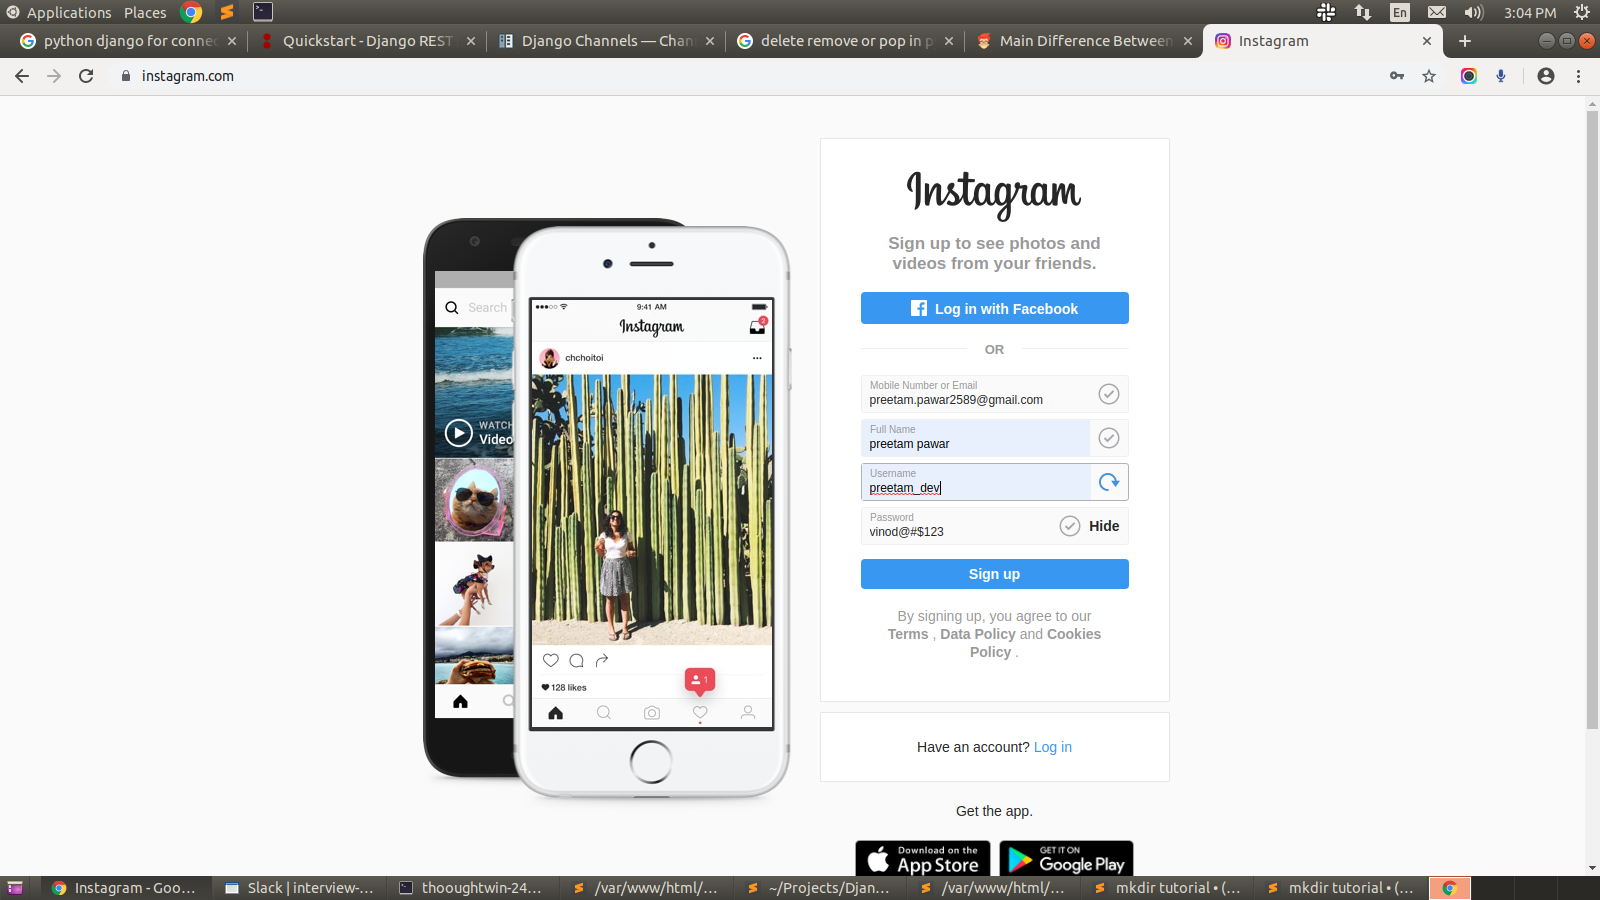 Applications Places En 3:04 PM
python django for connec Quickstart - Django REST Django Channels — Chan delete remove or pop in p Main Difference Between Instagram
instagram.com
Instagram
Sign up to see photos and
videos from your friends.
Log in with Facebook
OR
Mobile Number or Email
preetam.pawar2589@gmail.com
Full Name
preetam pawar
Username
preetam_dev
Password
vinod@#$123
Hide
Sign up
By signing up, you agree to our
Terms , Data Policy and Cookies
Policy .
Have an account? Log in
Get the app.
Download on the
App Store
GET IT ON
Google Play
Search
WATCH
Video
9:41 AM
Instagram
2
chchoitoi
128 likes
1
Instagram - Goo... Slack | interview-... thooughtwin-24... /var/www/html/... ~/Projects/Djan... /var/www/html/... mkdir tutorial • (... mkdir tutorial • (...